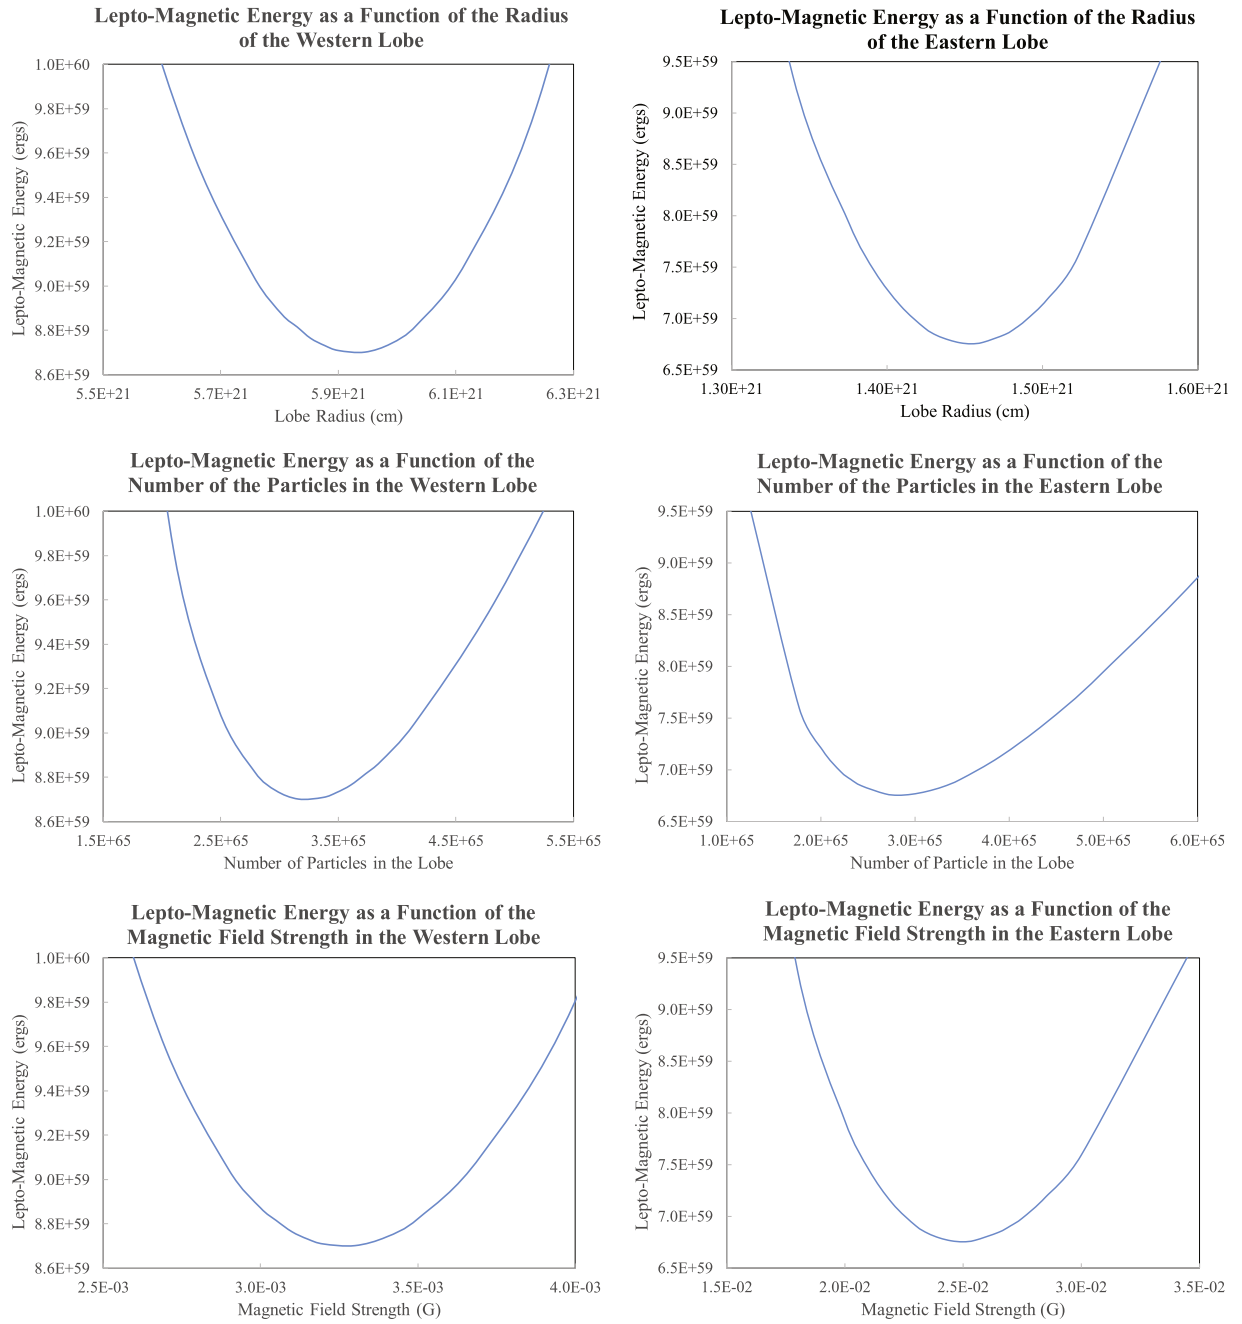 Lepto-Magnetic Energy as a Function of the Radius
of the Western Lobe
Lepto-Magnetic Energy (ergs)
1.0E+60
9.8E+59
9.6E+59
9.4E+59
9.2E+59
9.0E+59
8.8E+59
8.6E+59
5.5E+21 5.7E+21 5.9E+21 6.1E+21 6.3E+21
Lobe Radius (cm)
Lepto-Magnetic Energy as a Function of the Radius
of the Eastern Lobe
Lepto-Magnetic Energy (ergs)
9.5E+59
9.0E+59
8.5E+59
8.0E+59
7.5E+59
7.0E+59
6.5E+59
1.30E+21 1.40E+21 1.50E+21 1.60E+21
Lobe Radius (cm)
Lepto-Magnetic Energy as a Function of the
Number of the Particles in the Western Lobe
Lepto-Magnetic Energy (ergs)
1.0E+60
9.8E+59
9.6E+59
9.4E+59
9.2E+59
9.0E+59
8.8E+59
8.6E+59
1.5E+65 2.5E+65 3.5E+65 4.5E+65 5.5E+65
Number of Particles in the Lobe
Lepto-Magnetic Energy as a Function of the
Number of the Particles in the Eastern Lobe
Lepto-Magnetic Energy (ergs)
9.5E+59
9.0E+59
8.5E+59
8.0E+59
7.5E+59
7.0E+59
6.5E+59
1.0E+65 2.0E+65 3.0E+65 4.0E+65 5.0E+65 6.0E+65
Number of Particle in the Lobe
Lepto-Magnetic Energy as a Function of the
Magnetic Field Strength in the Western Lobe
Lepto-Magnetic Energy (ergs)
1.0E+60
9.8E+59
9.6E+59
9.4E+59
9.2E+59
9.0E+59
8.8E+59
8.6E+59
2.5E-03 3.0E-03 3.5E-03 4.0E-03
Magnetic Field Strength (G)
Lepto-Magnetic Energy as a Function of the
Magnetic Field Strength in the Eastern Lobe
Lepto-Magnetic Energy (ergs)
9.5E+59
9.0E+59
8.5E+59
8.0E+59
7.5E+59
7.0E+59
6.5E+59
1.5E-02 2.0E-02 2.5E-02 3.0E-02 3.5E-02
Magnetic Field Strength (G)